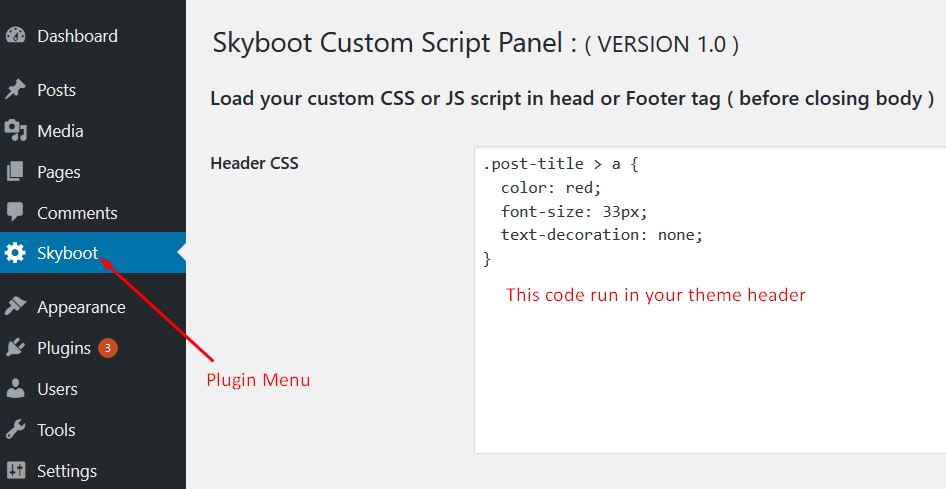 Dashboard
Posts
Media
Pages
Comments
Skyboot
Appearance
Plugins 3
Users
Tools
Settings
Skyboot Custom Script Panel : ( VERSION 1.0 )
Load your custom CSS or JS script in head or Footer tag ( before closing body )
Header CSS
.post-title > a {
  color: red;
  font-size: 33px;
  text-decoration: none;
}
This code run in your theme header
Plugin Menu